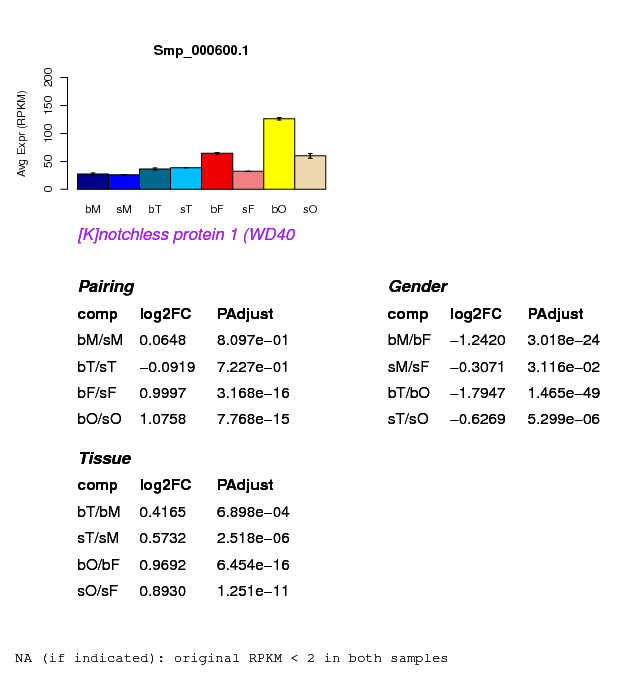 Smp_000600.1
Avg Expr (RPKM)
200
150
100
50
0
bM sM bT sT bF sF bO sO
[K]notchless protein 1 (WD40
Pairing
comp log2FC PAdjust
bM/sM 0.0648 8.097e−01
bT/sT −0.0919 7.227e−01
bF/sF 0.9997 3.168e−16
bO/sO 1.0758 7.768e−15
Gender
comp log2FC PAdjust
bM/bF −1.2420 3.018e−24
sM/sF −0.3071 3.116e−02
bT/bO −1.7947 1.465e−49
sT/sO −0.6269 5.299e−06
Tissue
comp log2FC PAdjust
bT/bM 0.4165 6.898e−04
sT/sM 0.5732 2.518e−06
bO/bF 0.9692 6.454e−16
sO/sF 0.8930 1.251e−11
NA (if indicated): original RPKM < 2 in both samples